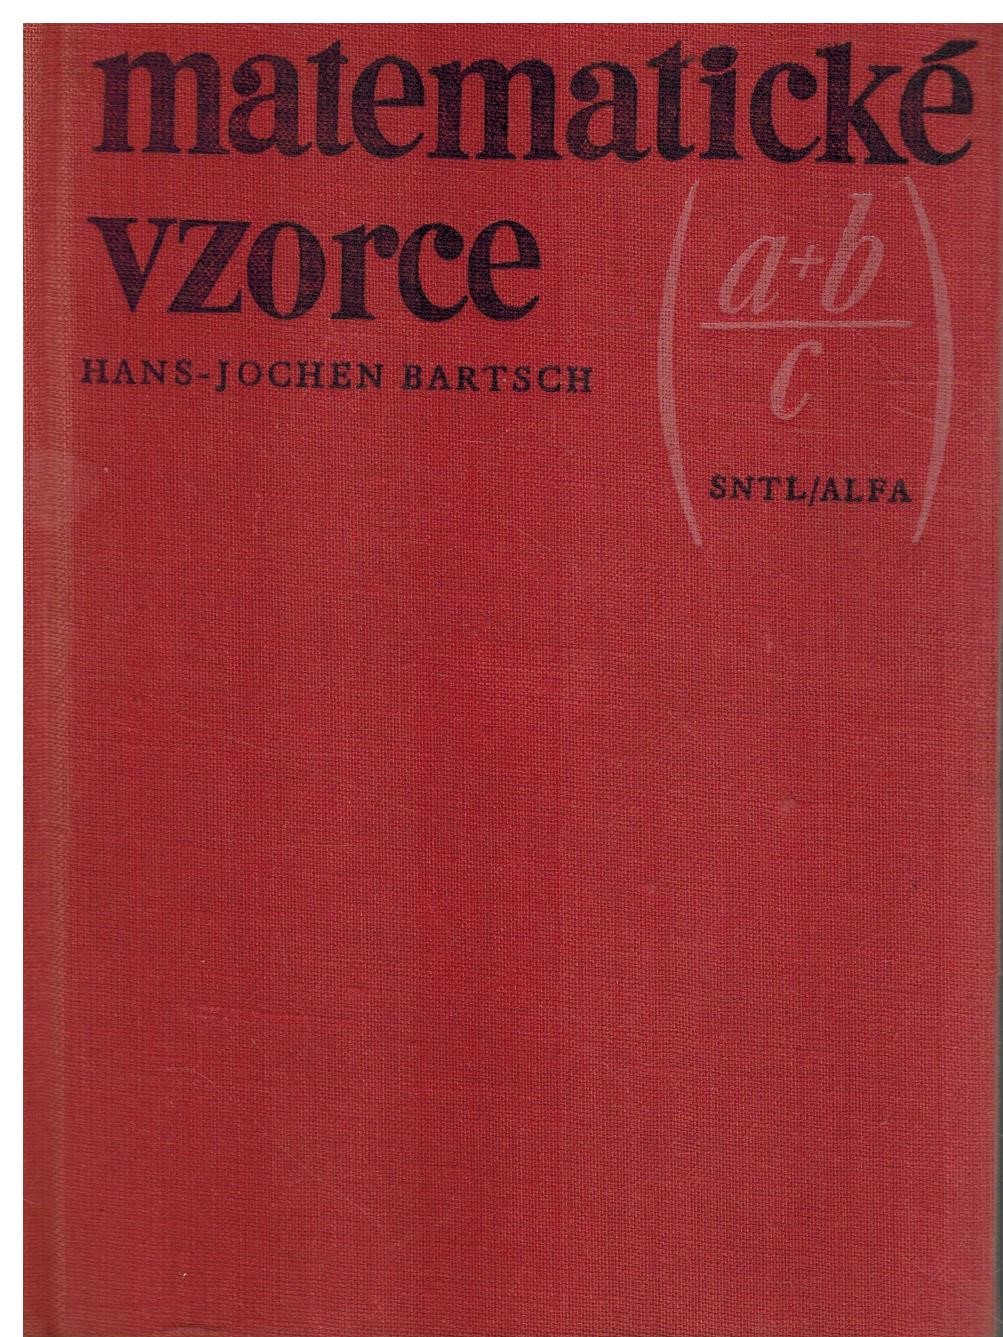 matematické
vzorce
HANS-JOCHEN BARTSCH
(a+b
c)
SNTL/ALFA